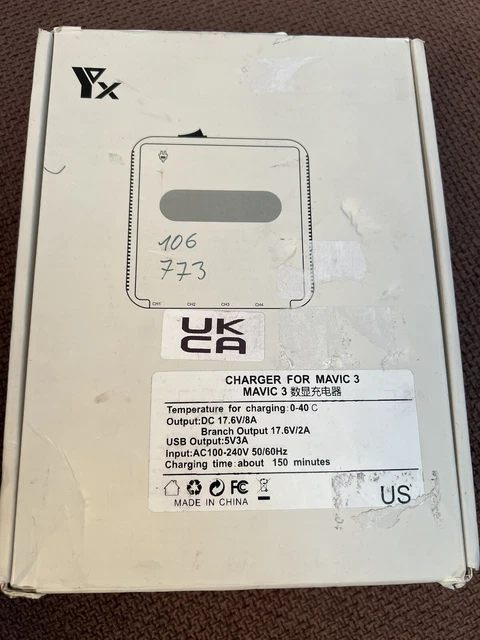 Yx
106
773
CH1 CH2 CH3 CH4
UK
CA
CHARGER FOR MAVIC 3
MAVIC 3 数显充电器
Temperature for charging:0-40℃
Output:DC 17.6V/8A
Branch Output 17.6V/2A
USB Output:5V3A
Input:AC100-240V 50/60Hz
Charging time:about 150 minutes
FC
MADE IN CHINA
US